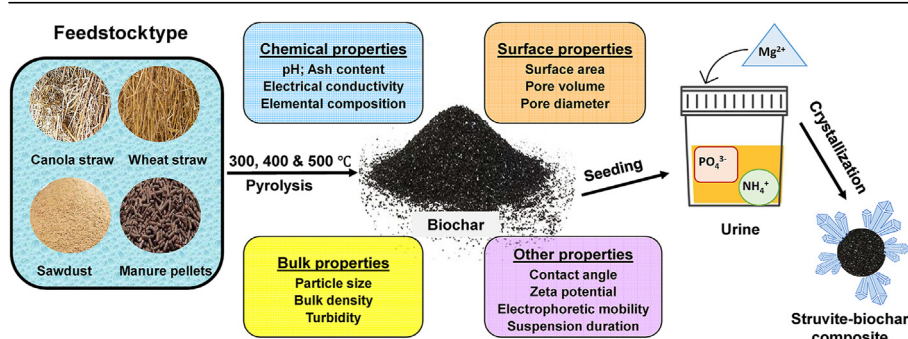 Feedstocktype
Canola straw
Wheat straw
Sawdust
Manure pellets
300, 400 & 500 ℃
Pyrolysis
Chemical properties
pH; Ash content
Electrical conductivity
Elemental composition
Surface properties
Surface area
Pore volume
Pore diameter
Biochar
Bulk properties
Particle size
Bulk density
Turbidity
Other properties
Contact angle
Zeta potential
Electrophoretic mobility
Suspension duration
Seeding
Mg²⁺
PO₄³⁻
NH₄⁺
Urine
Crystallization
Struvite-biochar
composite